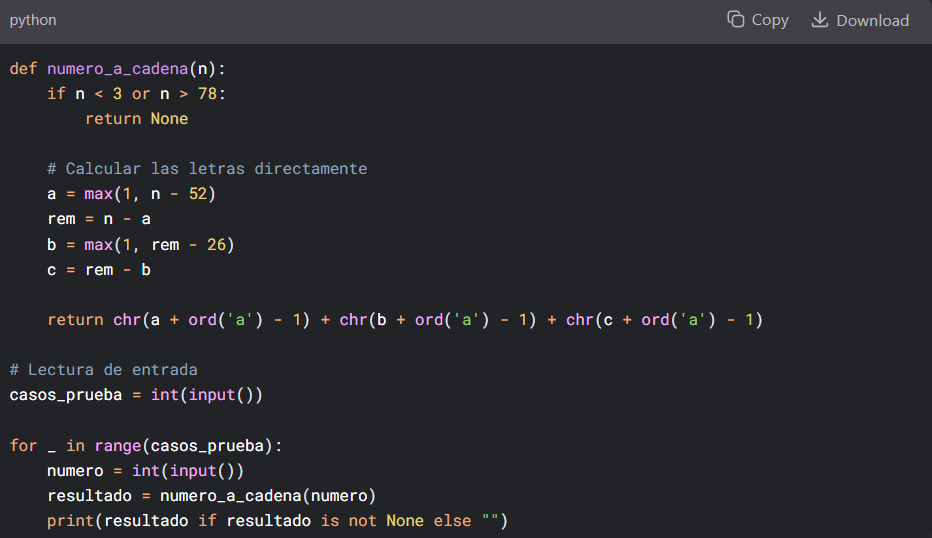 python
Copy
Download
def numero_a_cadena(n):
    if n < 3 or n > 78:
        return None

    # Calcular las letras directamente
    a = max(1, n - 52)
    rem = n - a
    b = max(1, rem - 26)
    c = rem - b

    return chr(a + ord('a') - 1) + chr(b + ord('a') - 1) + chr(c + ord('a') - 1)

# Lectura de entrada
casos_prueba = int(input())

for _ in range(casos_prueba):
    numero = int(input())
    resultado = numero_a_cadena(numero)
    print(resultado if resultado is not None else "")